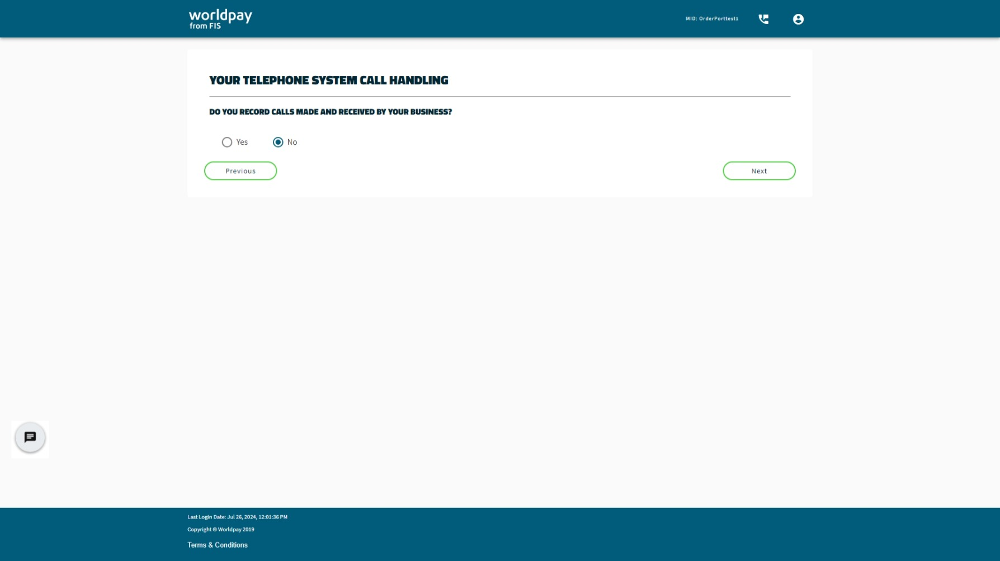 worldpay
from FIS
MID: OrderPorttest1
YOUR TELEPHONE SYSTEM CALL HANDLING
DO YOU RECORD CALLS MADE AND RECEIVED BY YOUR BUSINESS?
Yes No
Previous Next
Last Login Date: Jul 26, 2024, 12:01:36 PM
Copyright © Worldpay 2019
Terms & Conditions